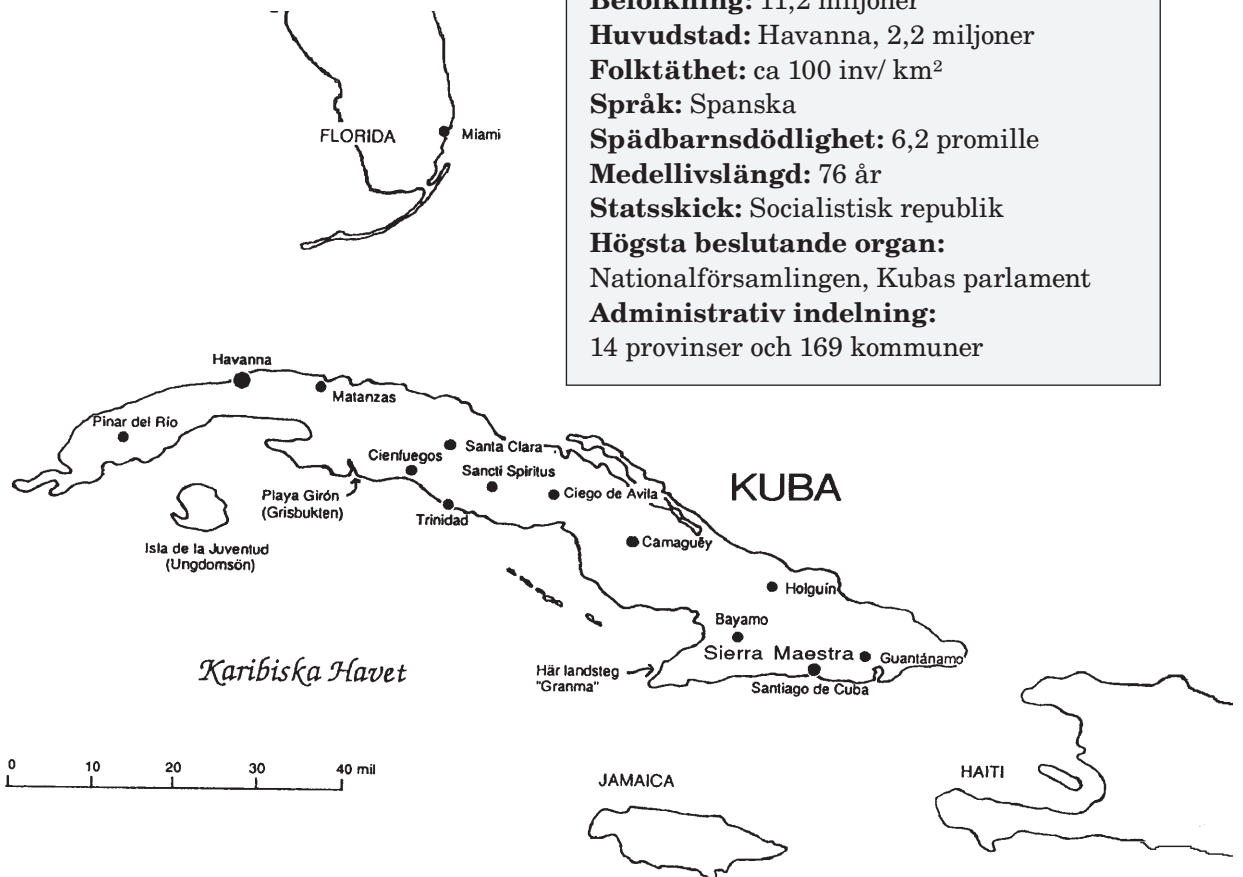 Befolkning: 11,2 miljoner
Huvudstad: Havanna, 2,2 miljoner
Folktäthet: ca 100 inv/ km²
Språk: Spanska
Spädbarnsdödlighet: 6,2 promille
Medellivslängd: 76 år
Statsskick: Socialistisk republik
Högsta beslutande organ:
Nationalförsamlingen, Kubas parlament
Administrativ indelning:
14 provinser och 169 kommuner
FLORIDA
Miami
Havanna
Matanzas
Pinar del Río
Santa Clara
Cienfuegos
Sancti Spiritus
Ciego de Avila
KUBA
Playa Girón
(Grisbukten)
Trinidad
Isla de la Juventud
(Ungdomsön)
Camaguëy
Holguín
Bayamo
Sierra Maestra
Guantánamo
Karibiska Havet
Här landsteg
"Granma"
Santiago de Cuba
0 10 20 30 40 mil
JAMAICA
HAITI